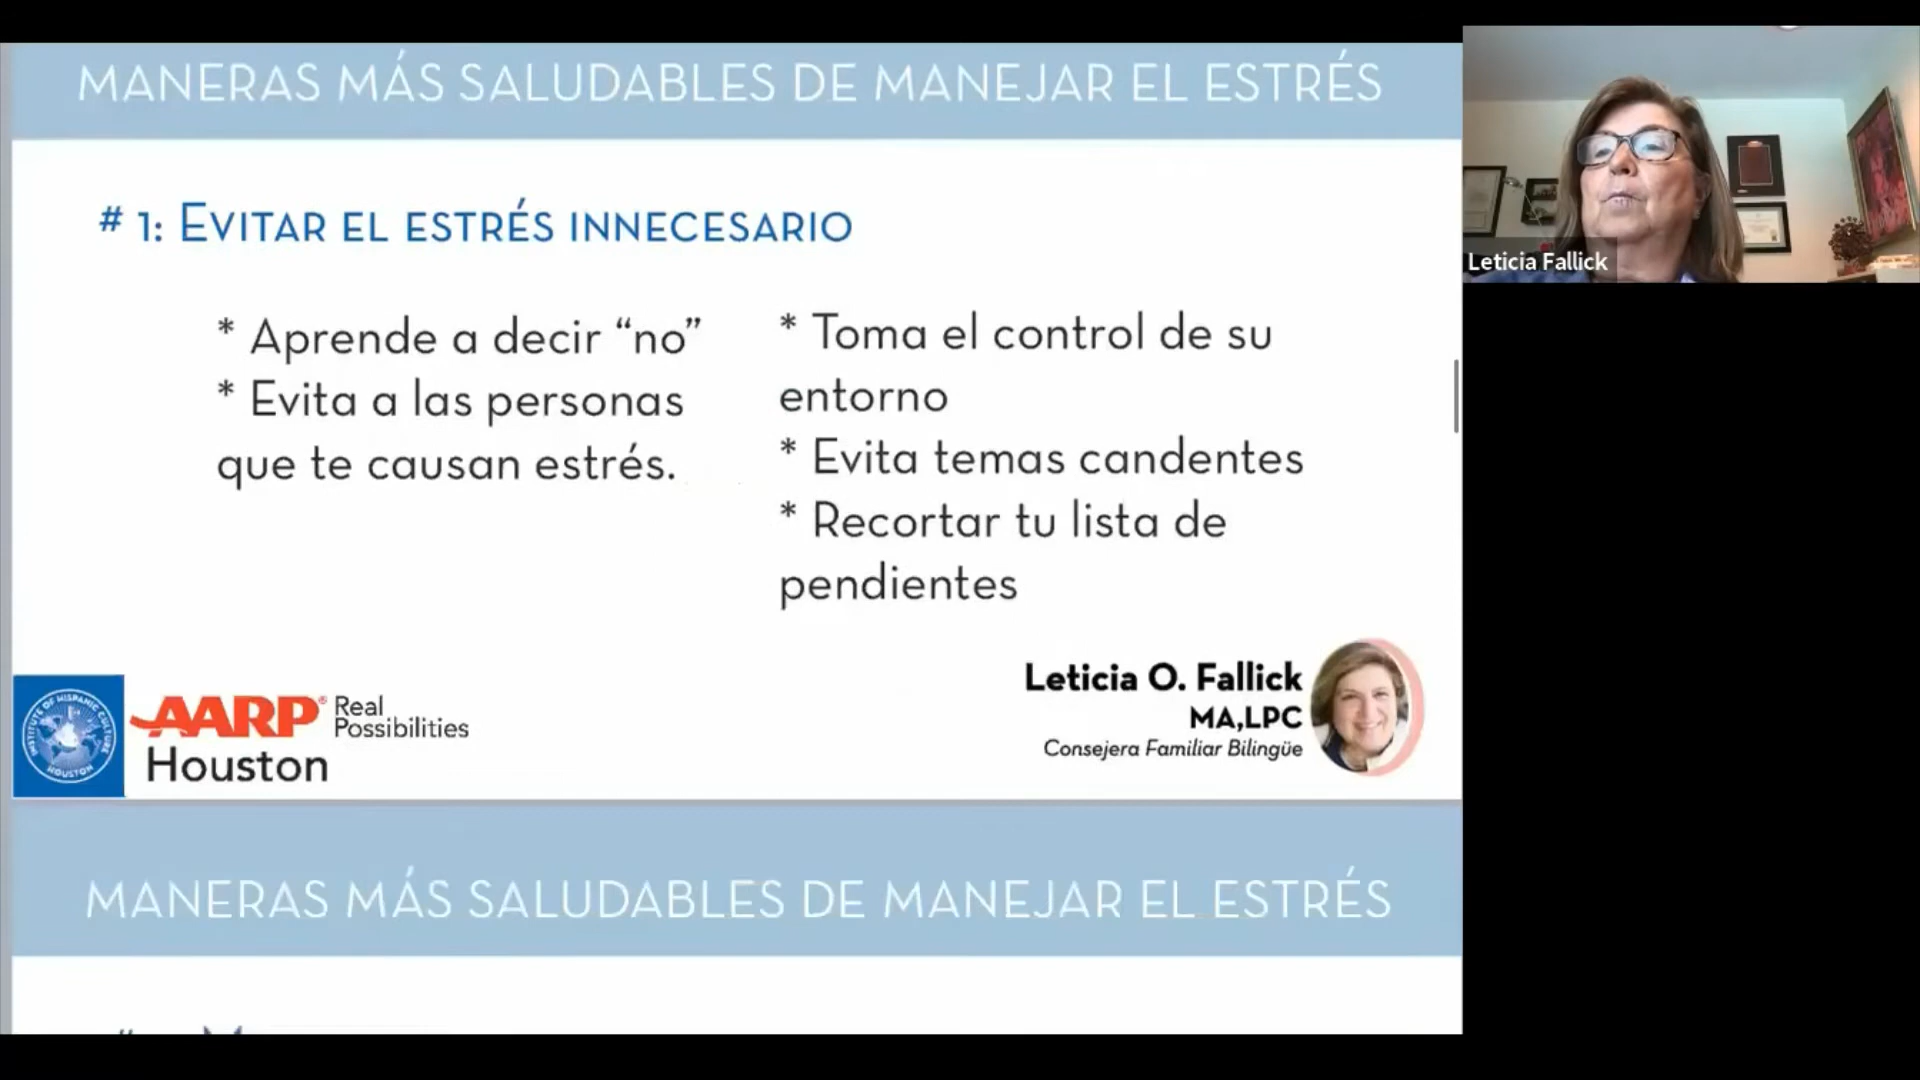 MANERAS MÁS SALUDABLES DE MANEJAR EL ESTRÉS
# 1: EVITAR EL ESTRÉS INNECESARIO
* Aprende a decir “no”
* Evita a las personas
que te causan estrés.
* Toma el control de su
entorno
* Evita temas candentes
* Recortar tu lista de
pendientes
Leticia O. Fallick
MA,LPC
Consejera Familiar Bilingüe
INSTITUTE OF HISPANIC CULTURE
HOUSTON
AARP® Real
Possibilities
Houston
MANERAS MÁS SALUDABLES DE MANEJAR EL ESTRÉS
Leticia Fallick